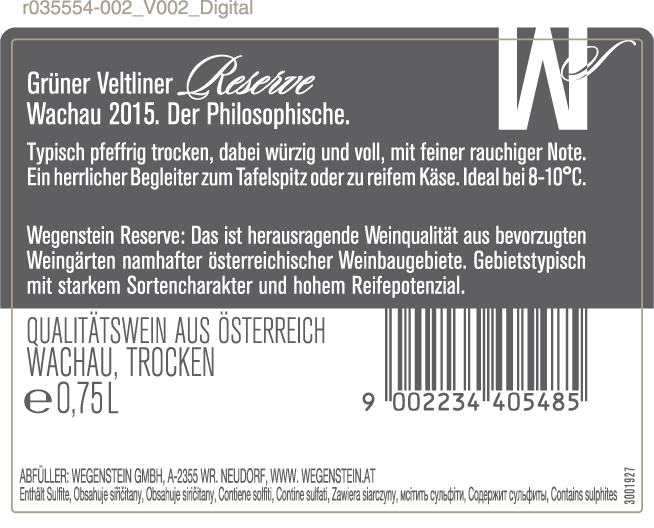 r035554-002_V002_Digital
W
Grüner Veltliner Reserve
Wachau 2015. Der Philosophische.
Typisch pfeffrig trocken, dabei würzig und voll, mit feiner rauchiger Note.
Ein herrlicher Begleiter zum Tafelspitz oder zu reifem Käse. Ideal bei 8-10°C.
Wegenstein Reserve: Das ist herausragende Weinqualität aus bevorzugten
Weingärten namhafter österreichischer Weinbaugebiete. Gebietstypisch
mit starkem Sortencharakter und hohem Reifepotenzial.
QUALITÄTSWEIN AUS ÖSTERREICH
WACHAU, TROCKEN
e 0,75 L
9 002234 405485
ABFÜLLER: WEGENSTEIN GMBH, A-2355 WR. NEUDORF, WWW. WEGENSTEIN.AT
Enthält Sulfite, Obsahuje siřičitany, Obsahuje siričitany, Contiene solfiti, Contine sulfati, Zawiera siarczyny, мiстить сульфiти, Содержит сульфиты, Contains sulphites
3001927